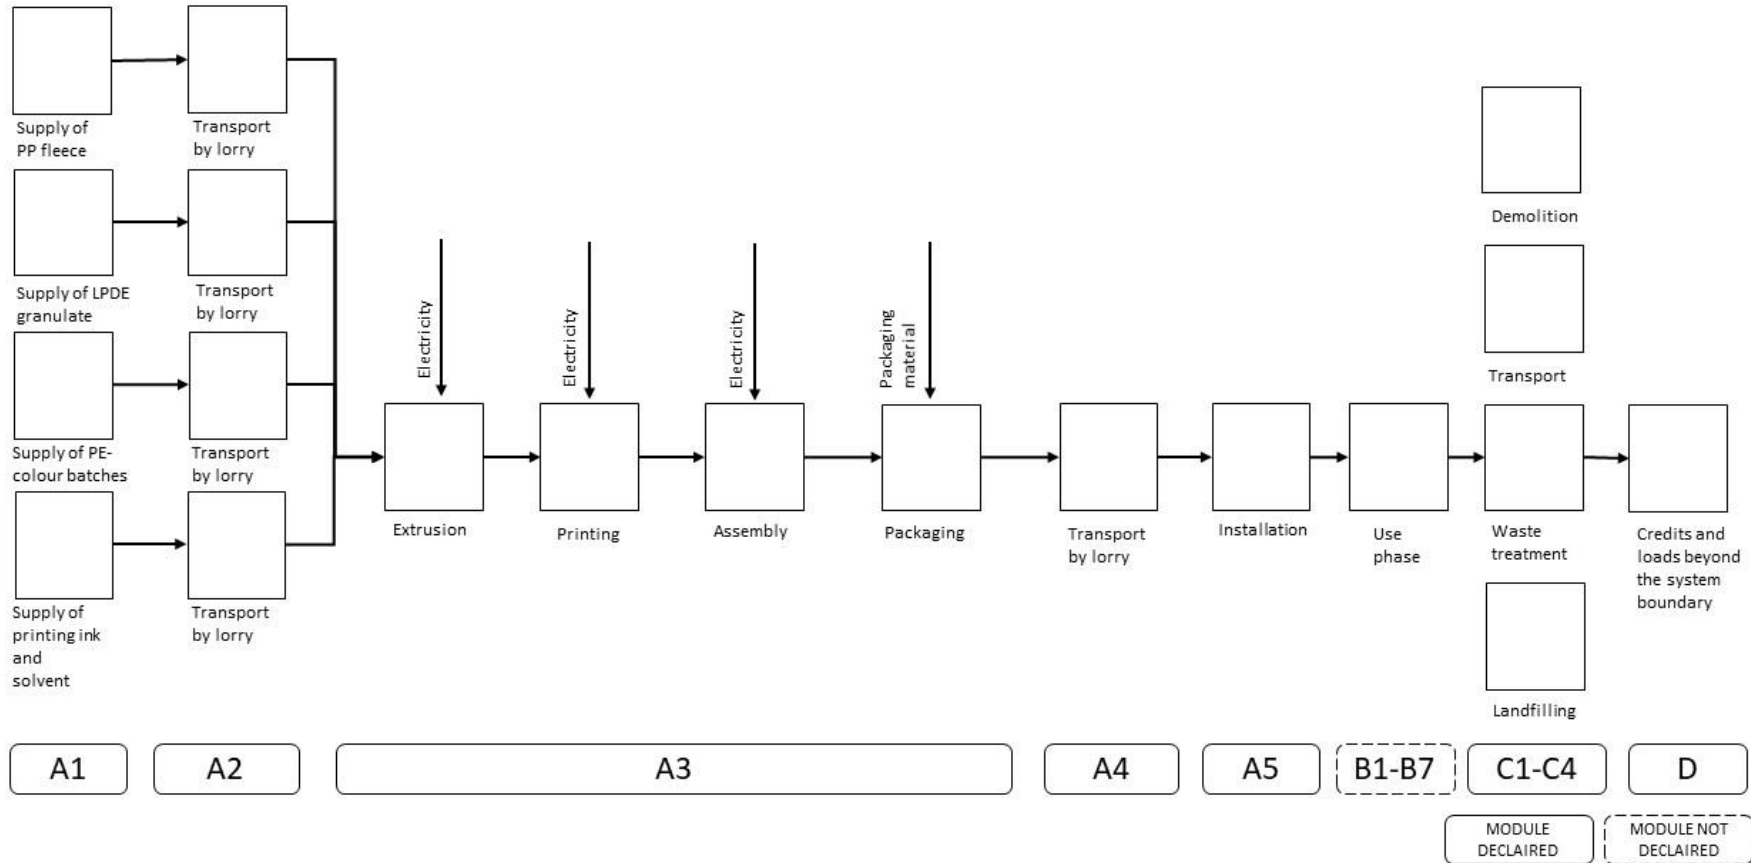 Supply of
PP fleece
Transport
by lorry
Supply of LPDE
granulate
Transport
by lorry
Supply of PE-
colour batches
Transport
by lorry
Supply of
printing ink
and
solvent
Transport
by lorry
Electricity
Electricity
Electricity
Packaging
material
Extrusion
Printing
Assembly
Packaging
Transport
by lorry
Installation
Use
phase
Demolition
Transport
Waste
treatment
Landfilling
Credits and
loads beyond
the system
boundary
A1
A2
A3
A4
A5
B1-B7
C1-C4
D
MODULE
DECLAIRED
MODULE NOT
DECLAIRED